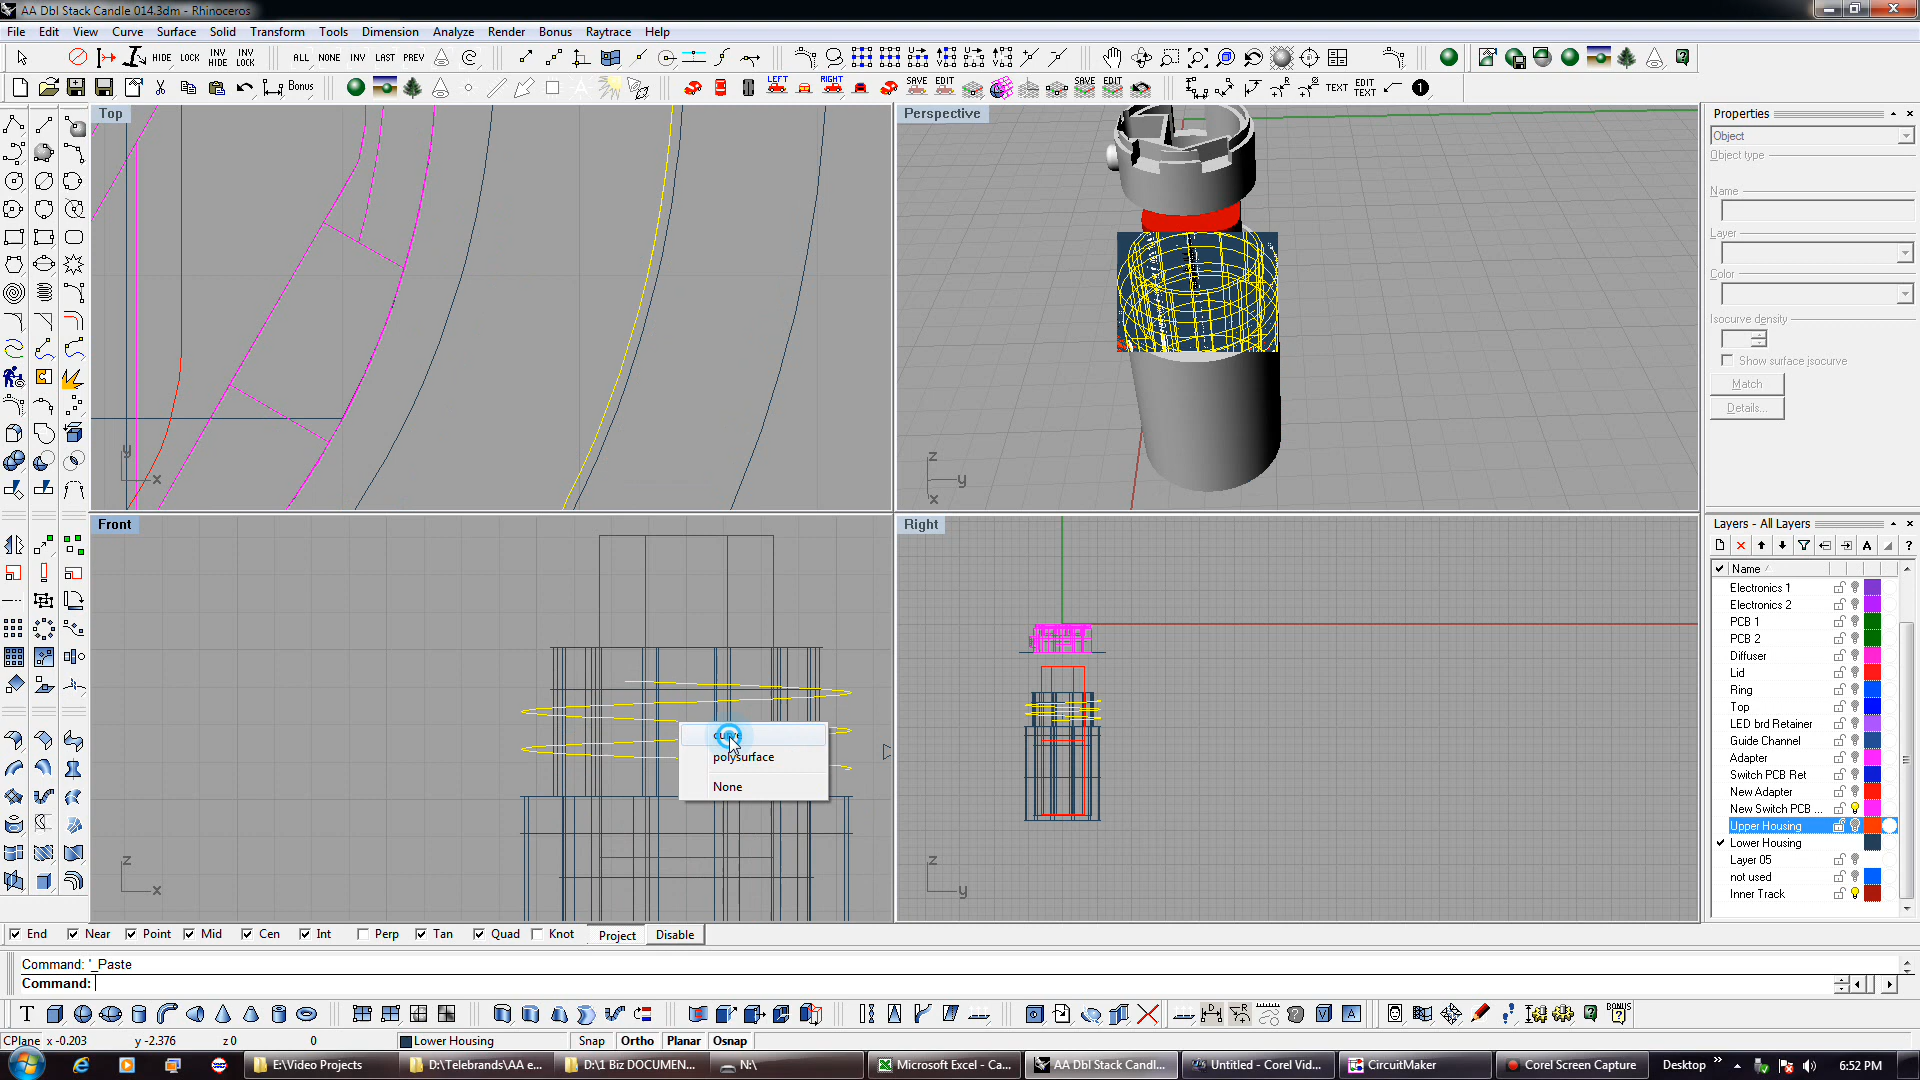 AA Dbl Stack Candle 014.3dm - Rhinoceros
File Edit View Curve Surface Solid Transform Tools Dimension Analyze Render Bonus Raytrace Help
HIDE LOCK INV HIDE INV LOCK ALL NONE INV LAST PREV
Bonus LEFT RIGHT SAVE EDIT SAVE EDIT TEXT EDIT TEXT 1
Top
y
x
Perspective
z
y
x
Front
curve
polysurface
None
z
x
Right
z
y
Properties
Object
Object type
Name
Layer
Color
Isocurve density
Show surface isocurve
Match
Details...
Layers - All Layers
A ?
Name
Electronics 1
Electronics 2
PCB 1
PCB 2
Diffuser
Lid
Ring
Top
LED brd Retainer
Guide Channel
Adapter
Switch PCB Ret
New Adapter
New Switch PCB ...
Upper Housing
Lower Housing
Layer 05
not used
Inner Track
End Near Point Mid Cen Int Perp Tan Quad Knot Project Disable
Command: '_Paste
Command:
CPlane x -0.203 y -2.376 z 0 0 Lower Housing Snap Ortho Planar Osnap
E:\Video Projects D:\Telebrands\AA e... D:\1 Biz DOCUMEN... N:\ Microsoft Excel - Ca... AA Dbl Stack Candl... Untitled - Corel Vid... CircuitMaker Corel Screen Capture Desktop 6:52 PM